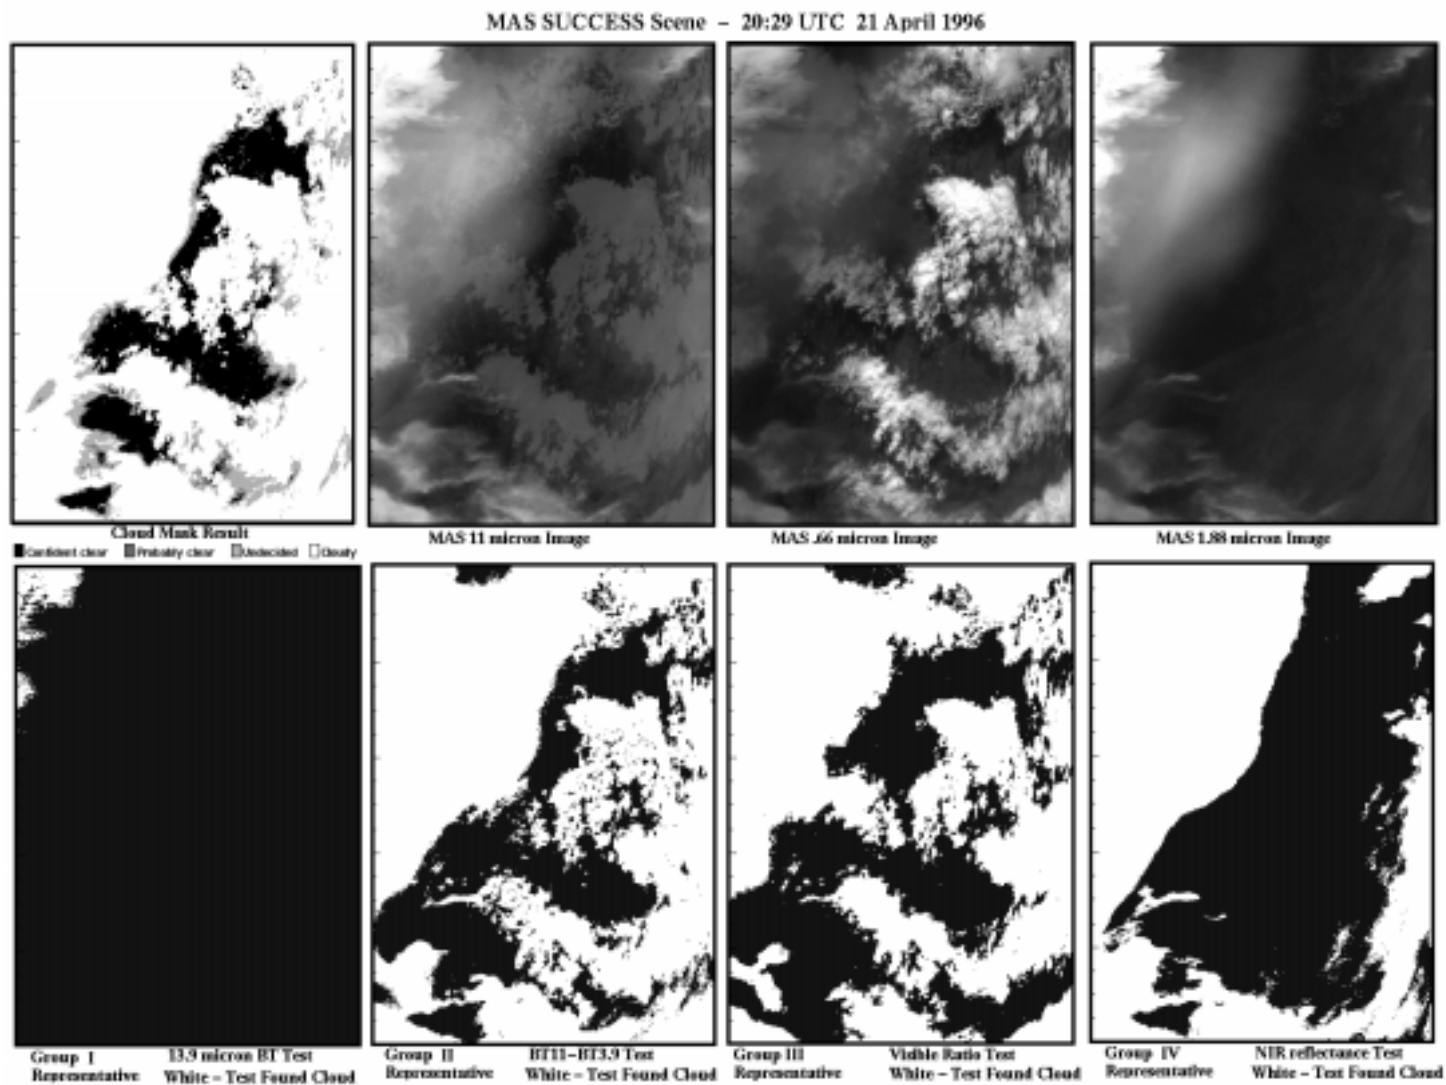 MAS SUCCESS Scene – 20:29 UTC 21 April 1996
Cloud Mask Result
Confident clear Probably clear Undecided Cloudy
MAS 11 micron Image
MAS .66 micron Image
MAS 1.88 micron Image
Group I 13.9 micron BT Test
Representative White – Test Found Cloud
Group II BT11–BT3.9 Test
Representative White – Test Found Cloud
Group III Visible Ratio Test
Representative White – Test Found Cloud
Group IV NIR reflectance Test
Representative White – Test Found Cloud